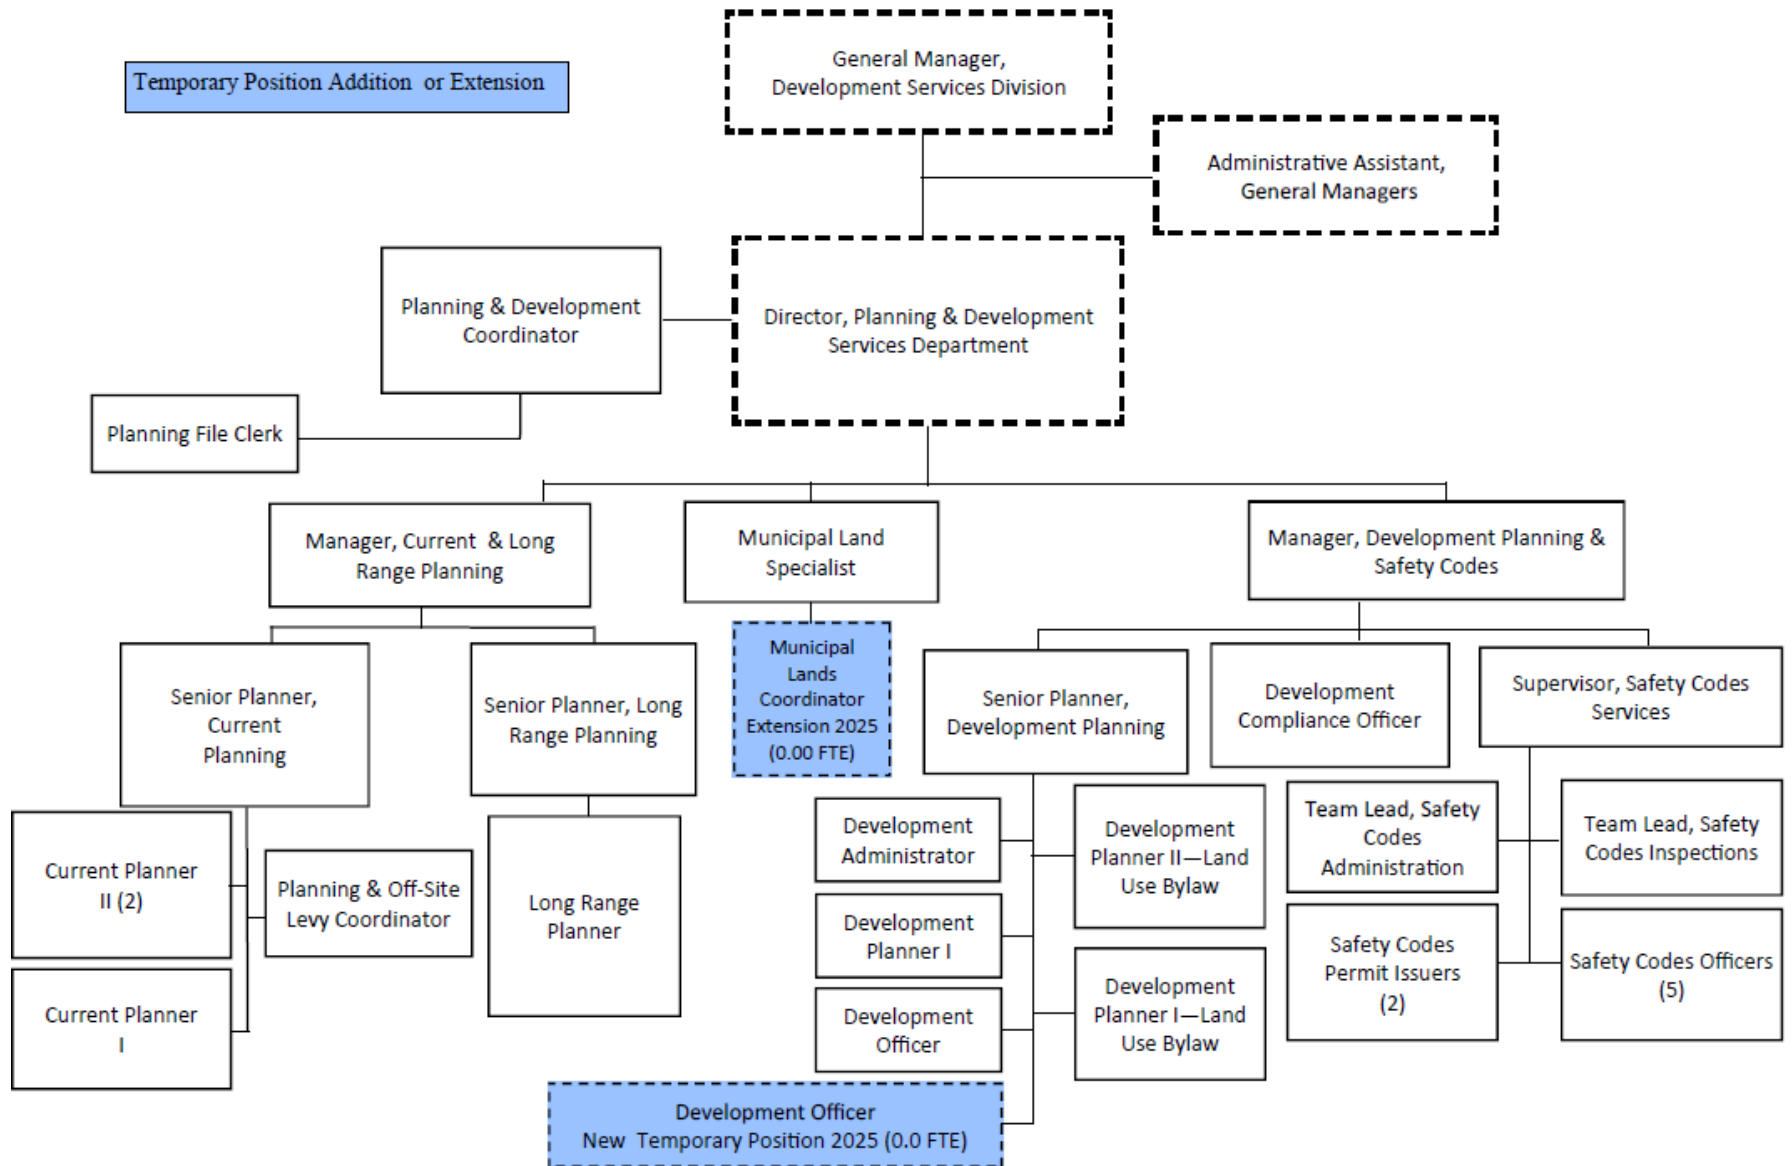 Temporary Position Addition or Extension
General Manager,
Development Services Division
Administrative Assistant,
General Managers
Planning & Development
Coordinator
Director, Planning & Development
Services Department
Planning File Clerk
Manager, Current & Long
Range Planning
Municipal Land
Specialist
Manager, Development Planning &
Safety Codes
Senior Planner,
Current
Planning
Senior Planner, Long
Range Planning
Municipal
Lands
Coordinator
Extension 2025
(0.00 FTE)
Senior Planner,
Development Planning
Development
Compliance Officer
Supervisor, Safety Codes
Services
Current Planner
II (2)
Planning & Off-Site
Levy Coordinator
Current Planner
I
Long Range
Planner
Development
Administrator
Development
Planner II—Land
Use Bylaw
Development
Planner I
Development
Planner I—Land
Use Bylaw
Development
Officer
Development Officer
New Temporary Position 2025 (0.0 FTE)
Team Lead, Safety
Codes
Administration
Team Lead, Safety
Codes Inspections
Safety Codes
Permit Issuers
(2)
Safety Codes Officers
(5)